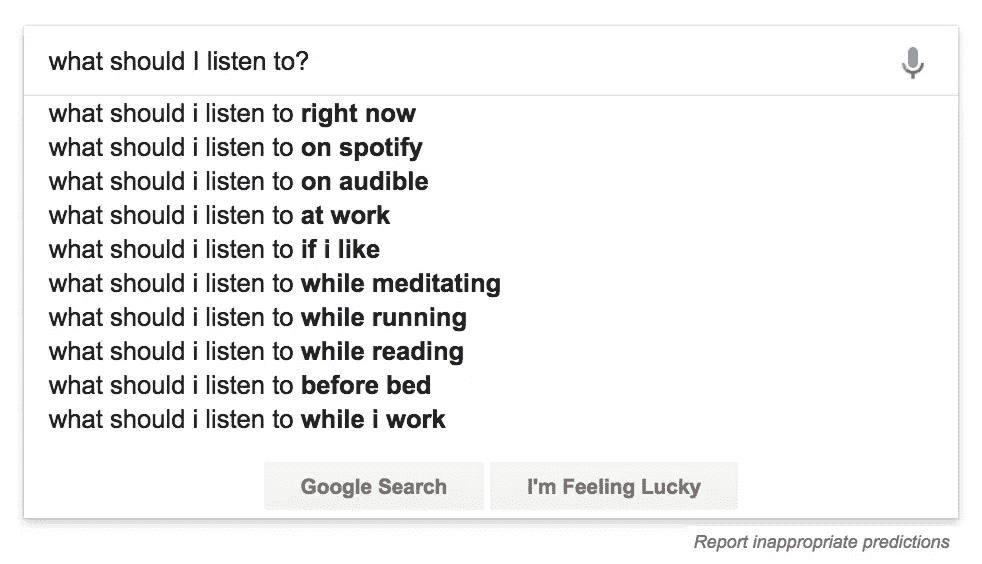 what should I listen to?
what should i listen to right now
what should i listen to on spotify
what should i listen to on audible
what should i listen to at work
what should i listen to if i like
what should i listen to while meditating
what should i listen to while running
what should i listen to while reading
what should i listen to before bed
what should i listen to while i work
Google Search I'm Feeling Lucky
Report inappropriate predictions